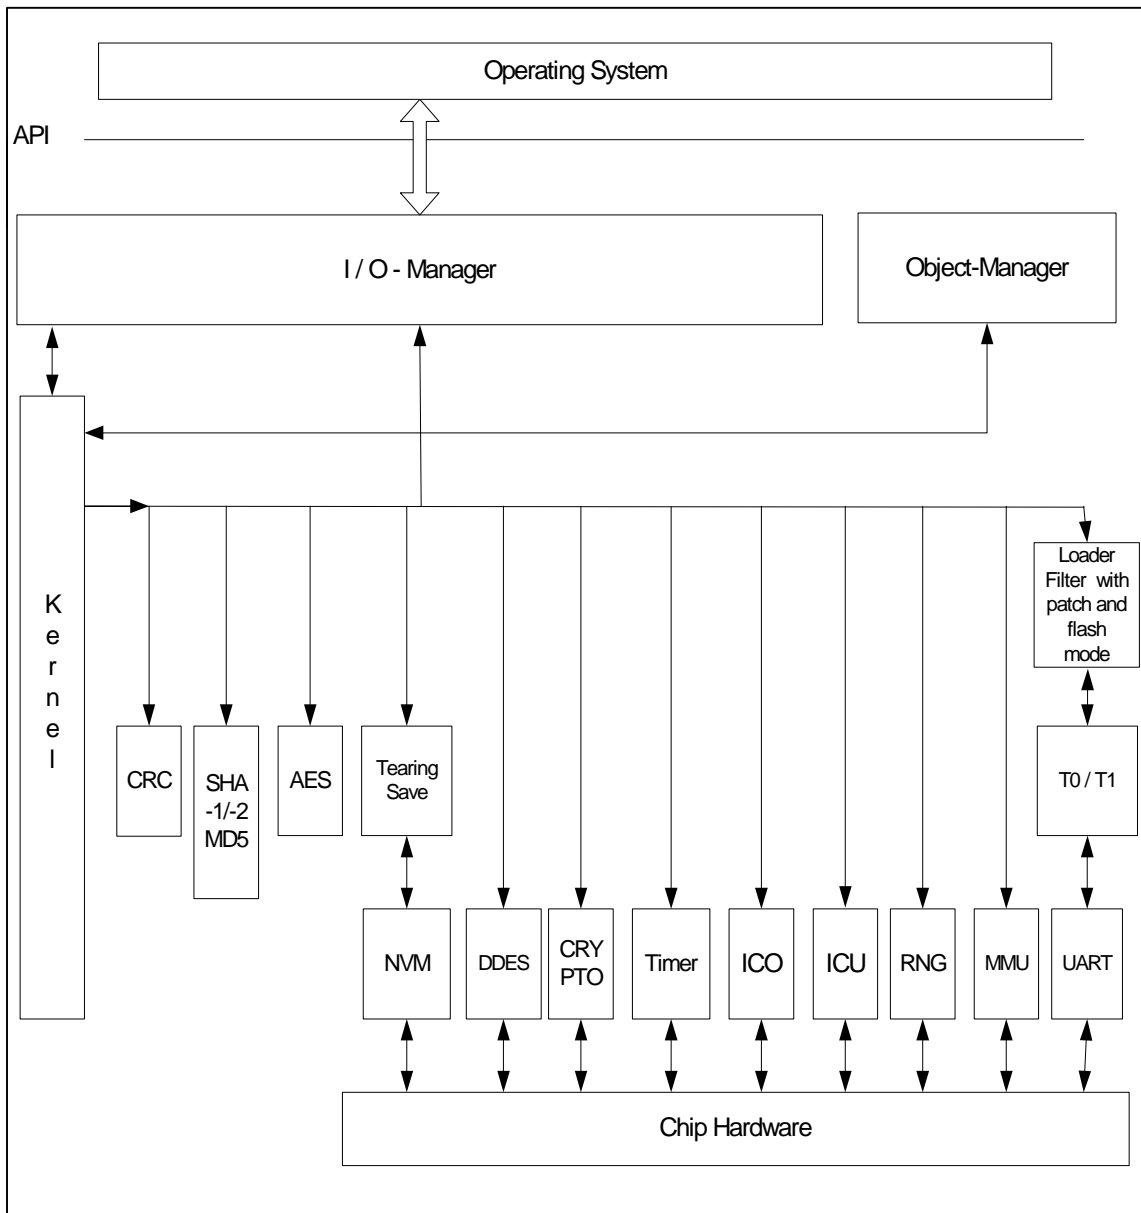 Operating System
API
I / O - Manager
Object-Manager
Kernel
Loader
Filter with
patch and
flash
mode
CRC
SHA
-1/-2
MD5
AES
Tearing
Save
T0 / T1
NVM
DDES
CRY
PTO
Timer
ICO
ICU
RNG
MMU
UART
Chip Hardware